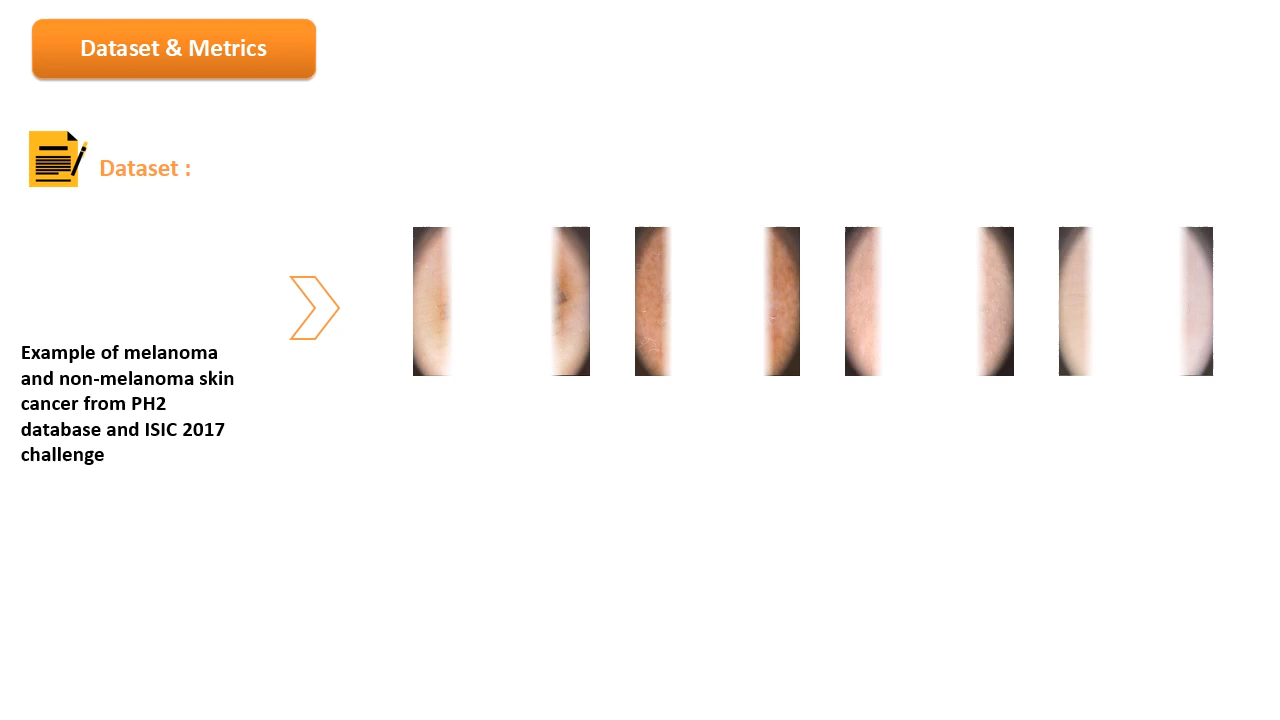 Dataset & Metrics
Dataset :
Example of melanoma
and non-melanoma skin
cancer from PH2
database and ISIC 2017
challenge